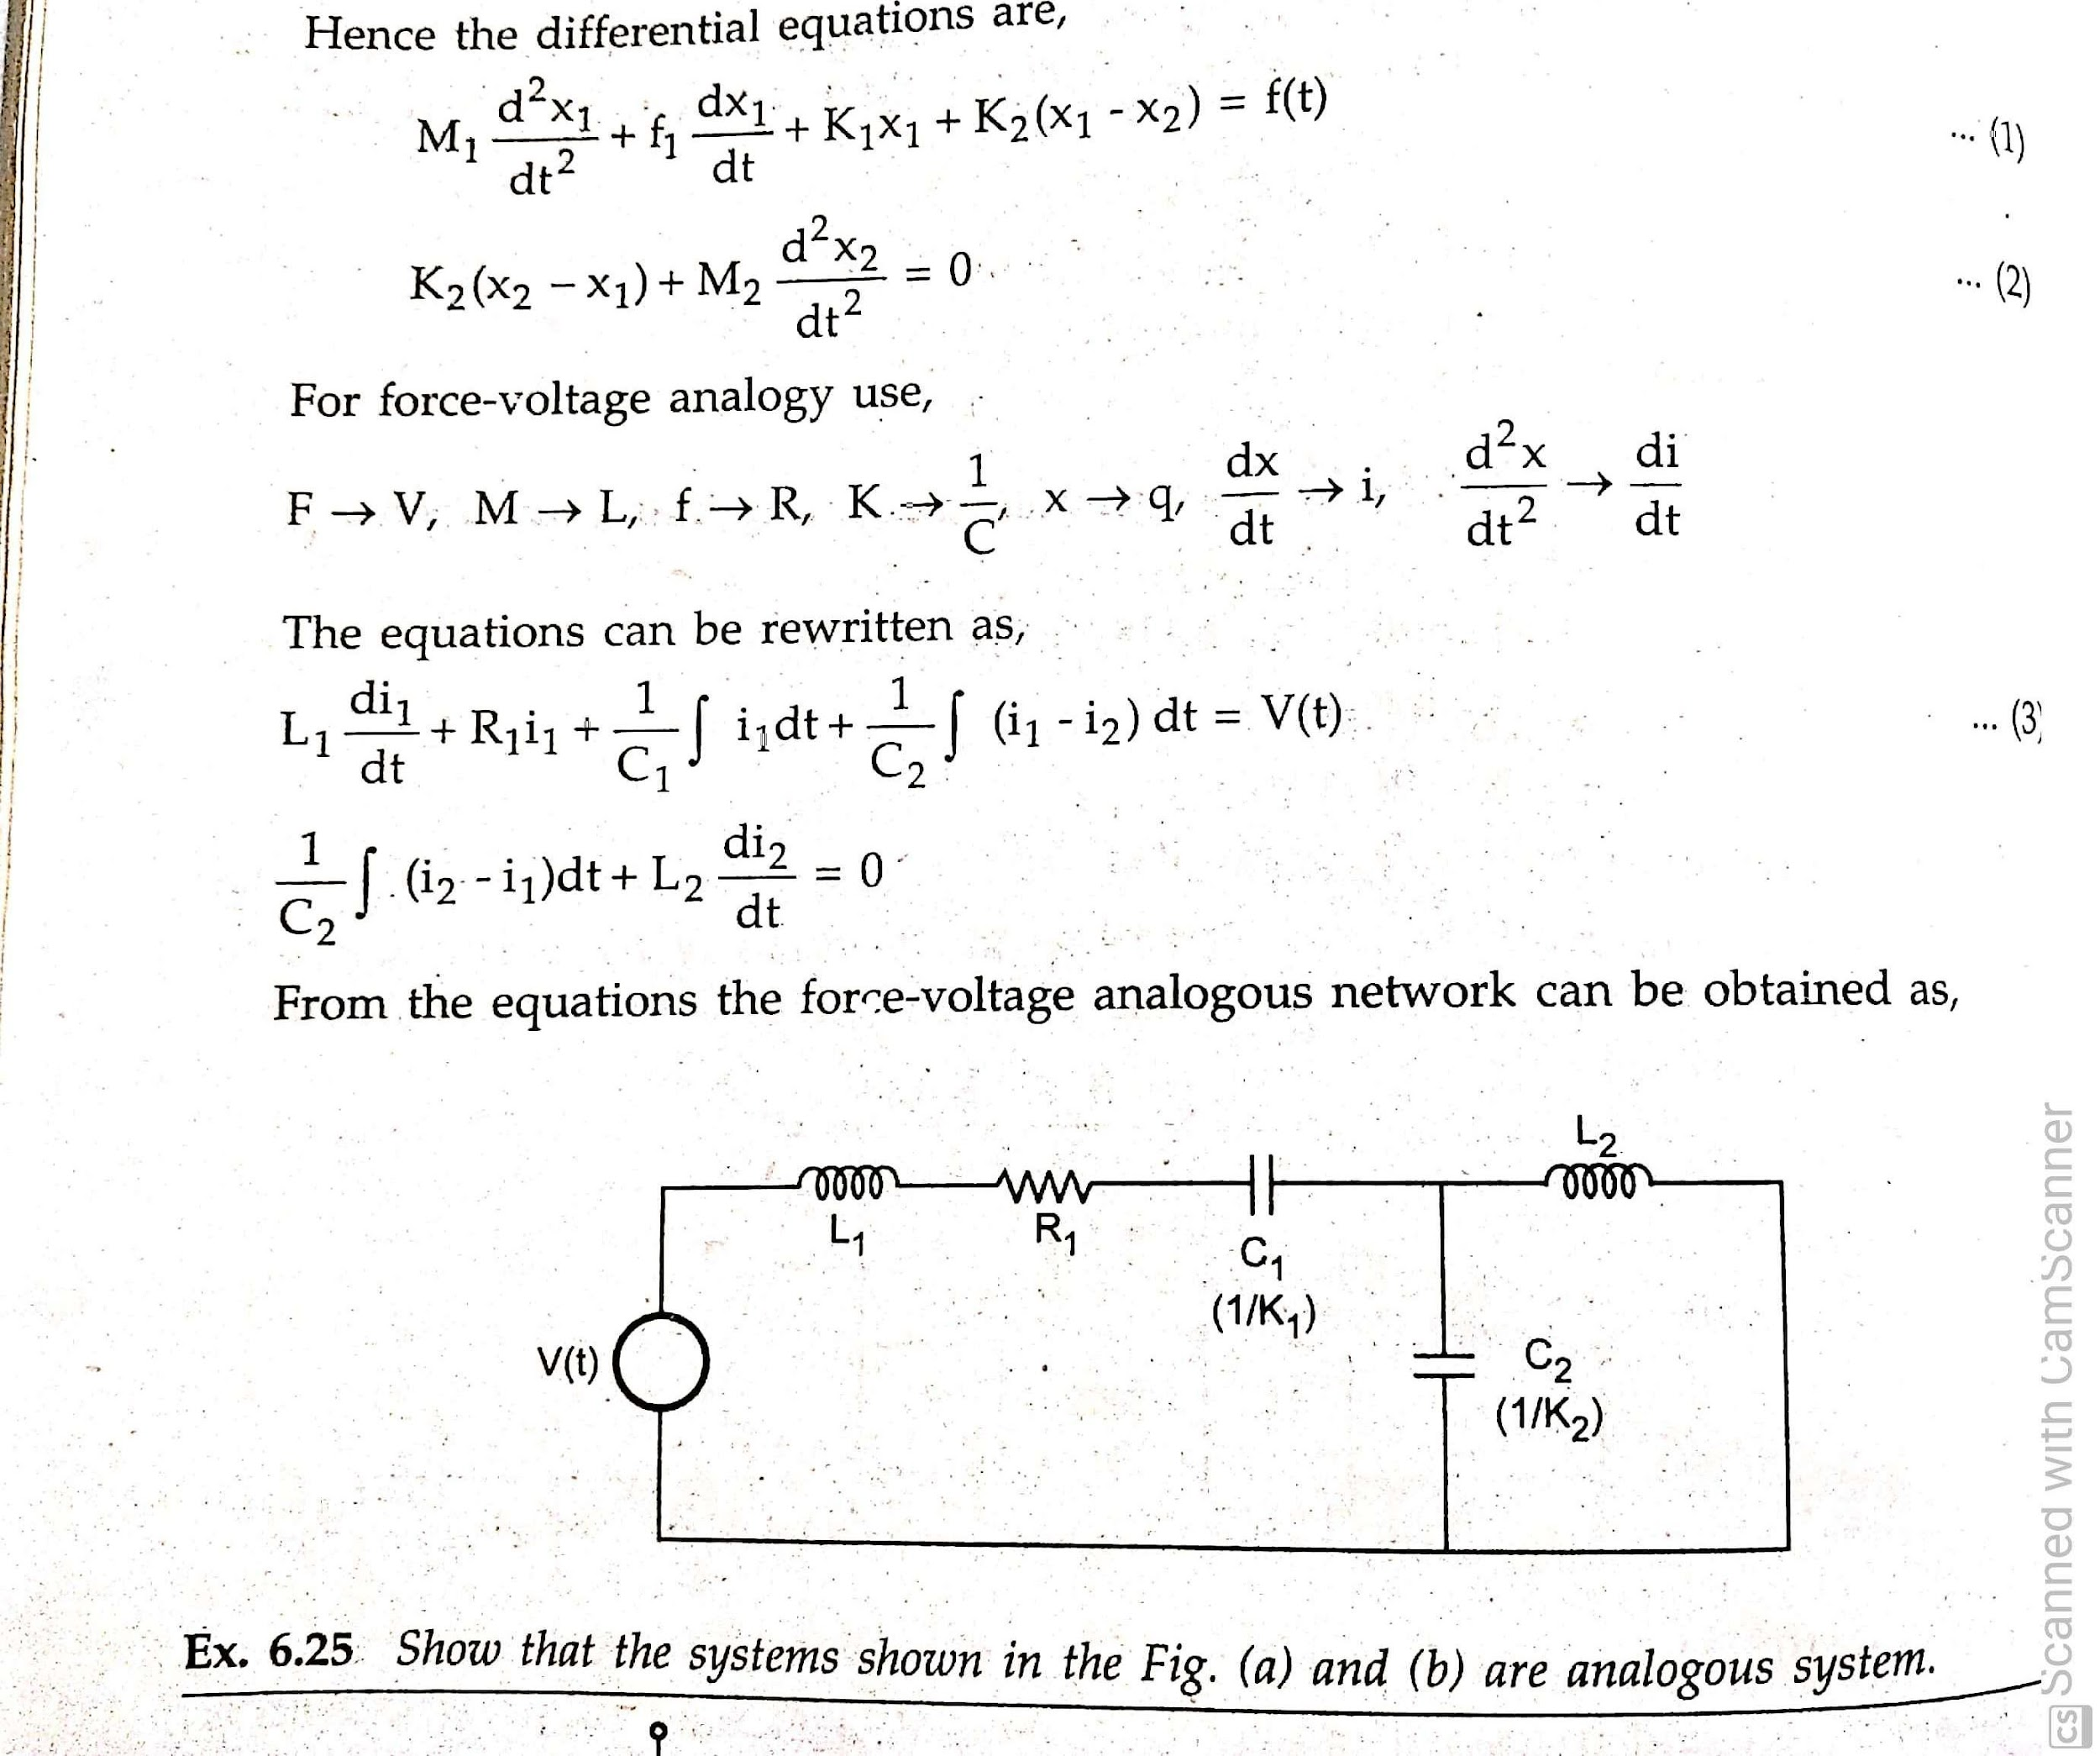 Hence the differential equations are,
M₁ d²x₁/dt² + f₁ dx₁/dt + K₁x₁ + K₂(x₁ - x₂) = f(t) ... (1)
K₂(x₂ – x₁) + M₂ d²x₂/dt² = 0 ... (2)
For force-voltage analogy use,
F → V, M → L, f → R, K → 1/C, x → q, dx/dt → i, d²x/dt² → di/dt
The equations can be rewritten as,
L₁ di₁/dt + R₁i₁ + 1/C₁ ∫ i₁dt + 1/C₂ ∫ (i₁ - i₂) dt = V(t) ... (3)
1/C₂ ∫ (i₂ - i₁)dt + L₂ di₂/dt = 0
From the equations the force-voltage analogous network can be obtained as,
L₂
L₁
R₁
C₁
(1/K₁)
V(t)
C₂
(1/K₂)
Ex. 6.25 Show that the systems shown in the Fig. (a) and (b) are analogous system.
CS Scanned with CamScanner